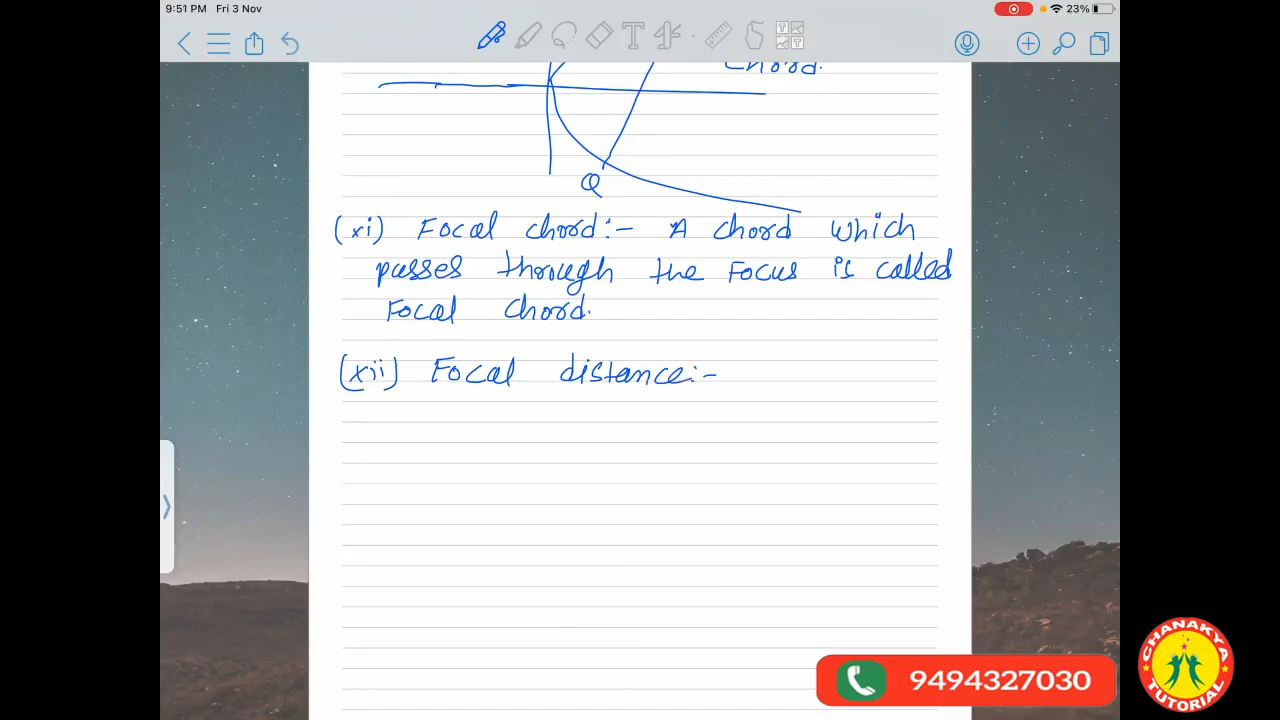 9:51 PM Fri 3 Nov
23%
Chord.
Q
(xi) Focal chord:- A chord which
passes through the Focus is called
Focal Chord.
(xii) Focal distance:-
9494327030
CHANAKYA
TUTORIAL